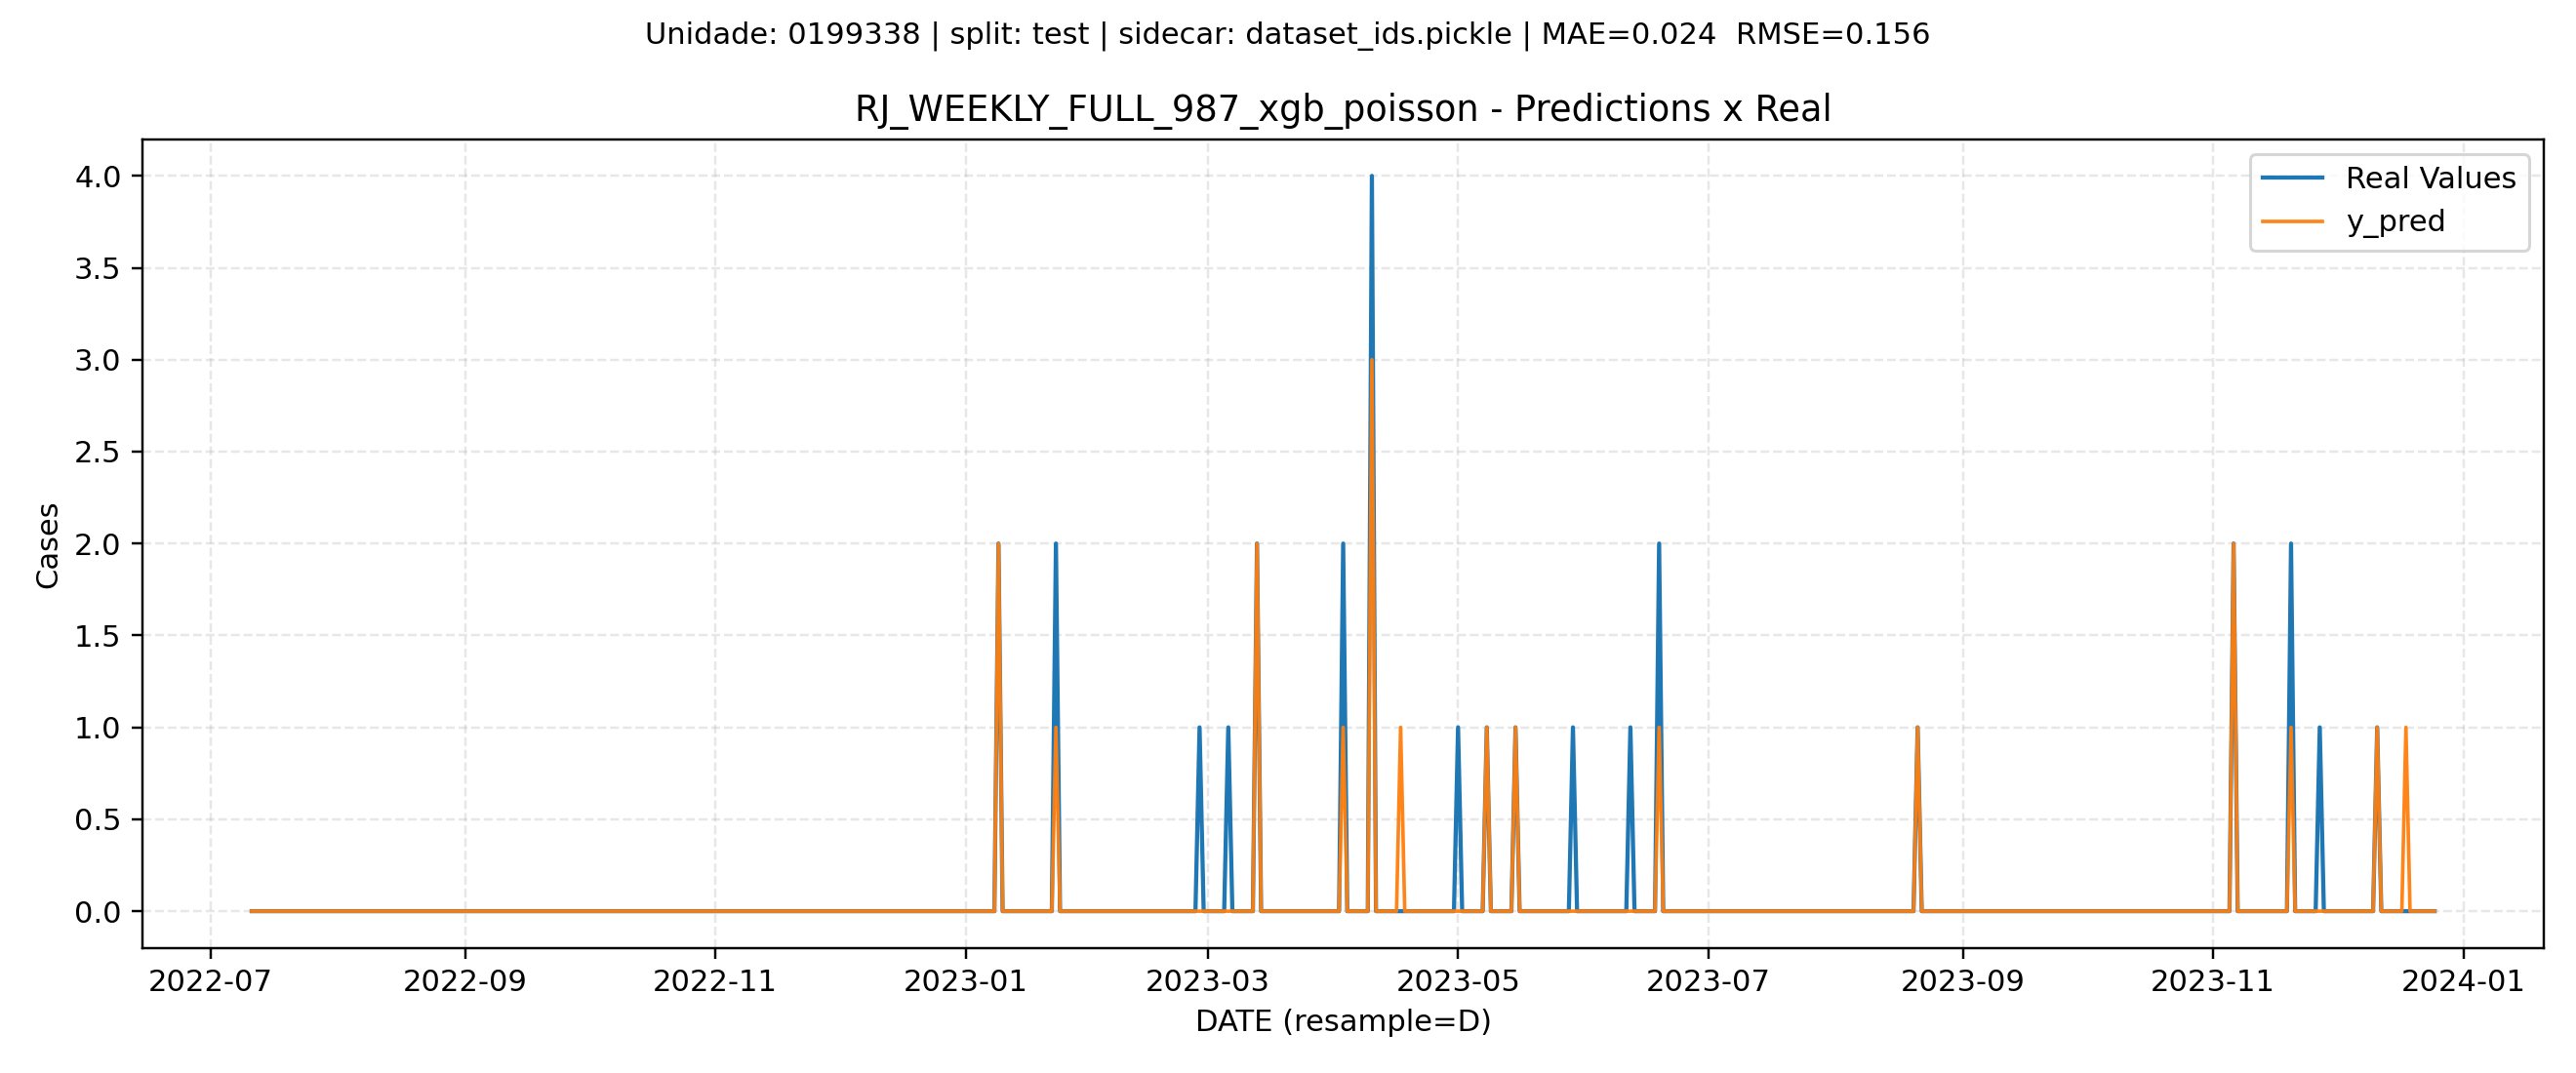 Unidade: 0199338 | split: test | sidecar: dataset_ids.pickle | MAE=0.024  RMSE=0.156
RJ_WEEKLY_FULL_987_xgb_poisson - Predictions x Real
Real Values
y_pred
Cases
4.0
3.5
3.0
2.5
2.0
1.5
1.0
0.5
0.0
2022-07 2022-09 2022-11 2023-01 2023-03 2023-05 2023-07 2023-09 2023-11 2024-01
DATE (resample=D)